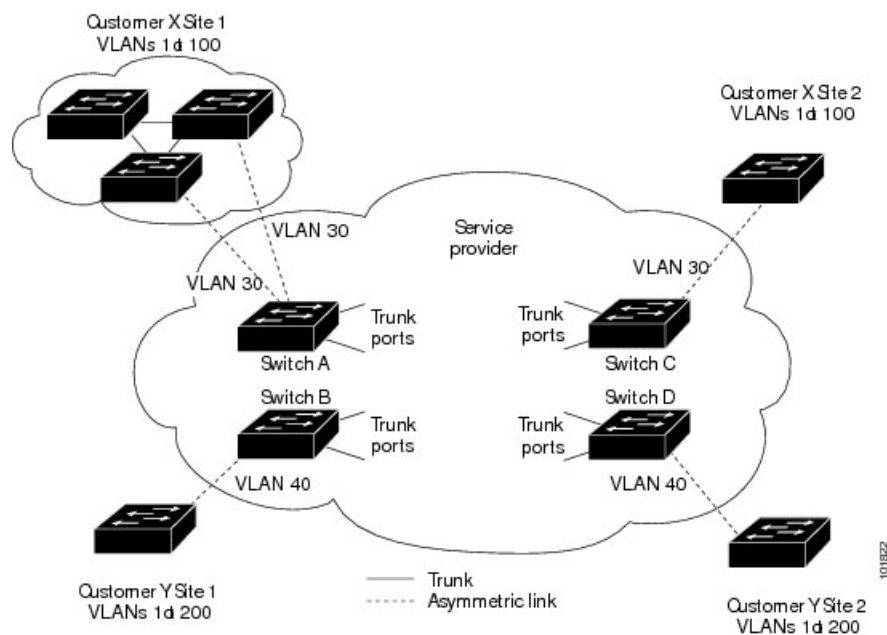 Customer X Site 1
VLANs 1 to 100
Customer X Site 2
VLANs 1 to 100
Service
provider
VLAN 30
VLAN 30
VLAN 30
Trunk
ports
Trunk
ports
Switch A
Switch C
Switch B
Switch D
Trunk
ports
Trunk
ports
VLAN 40
VLAN 40
Customer Y Site 1
VLANs 1 to 200
Trunk
Asymmetric link
Customer Y Site 2
VLANs 1 to 200
101822